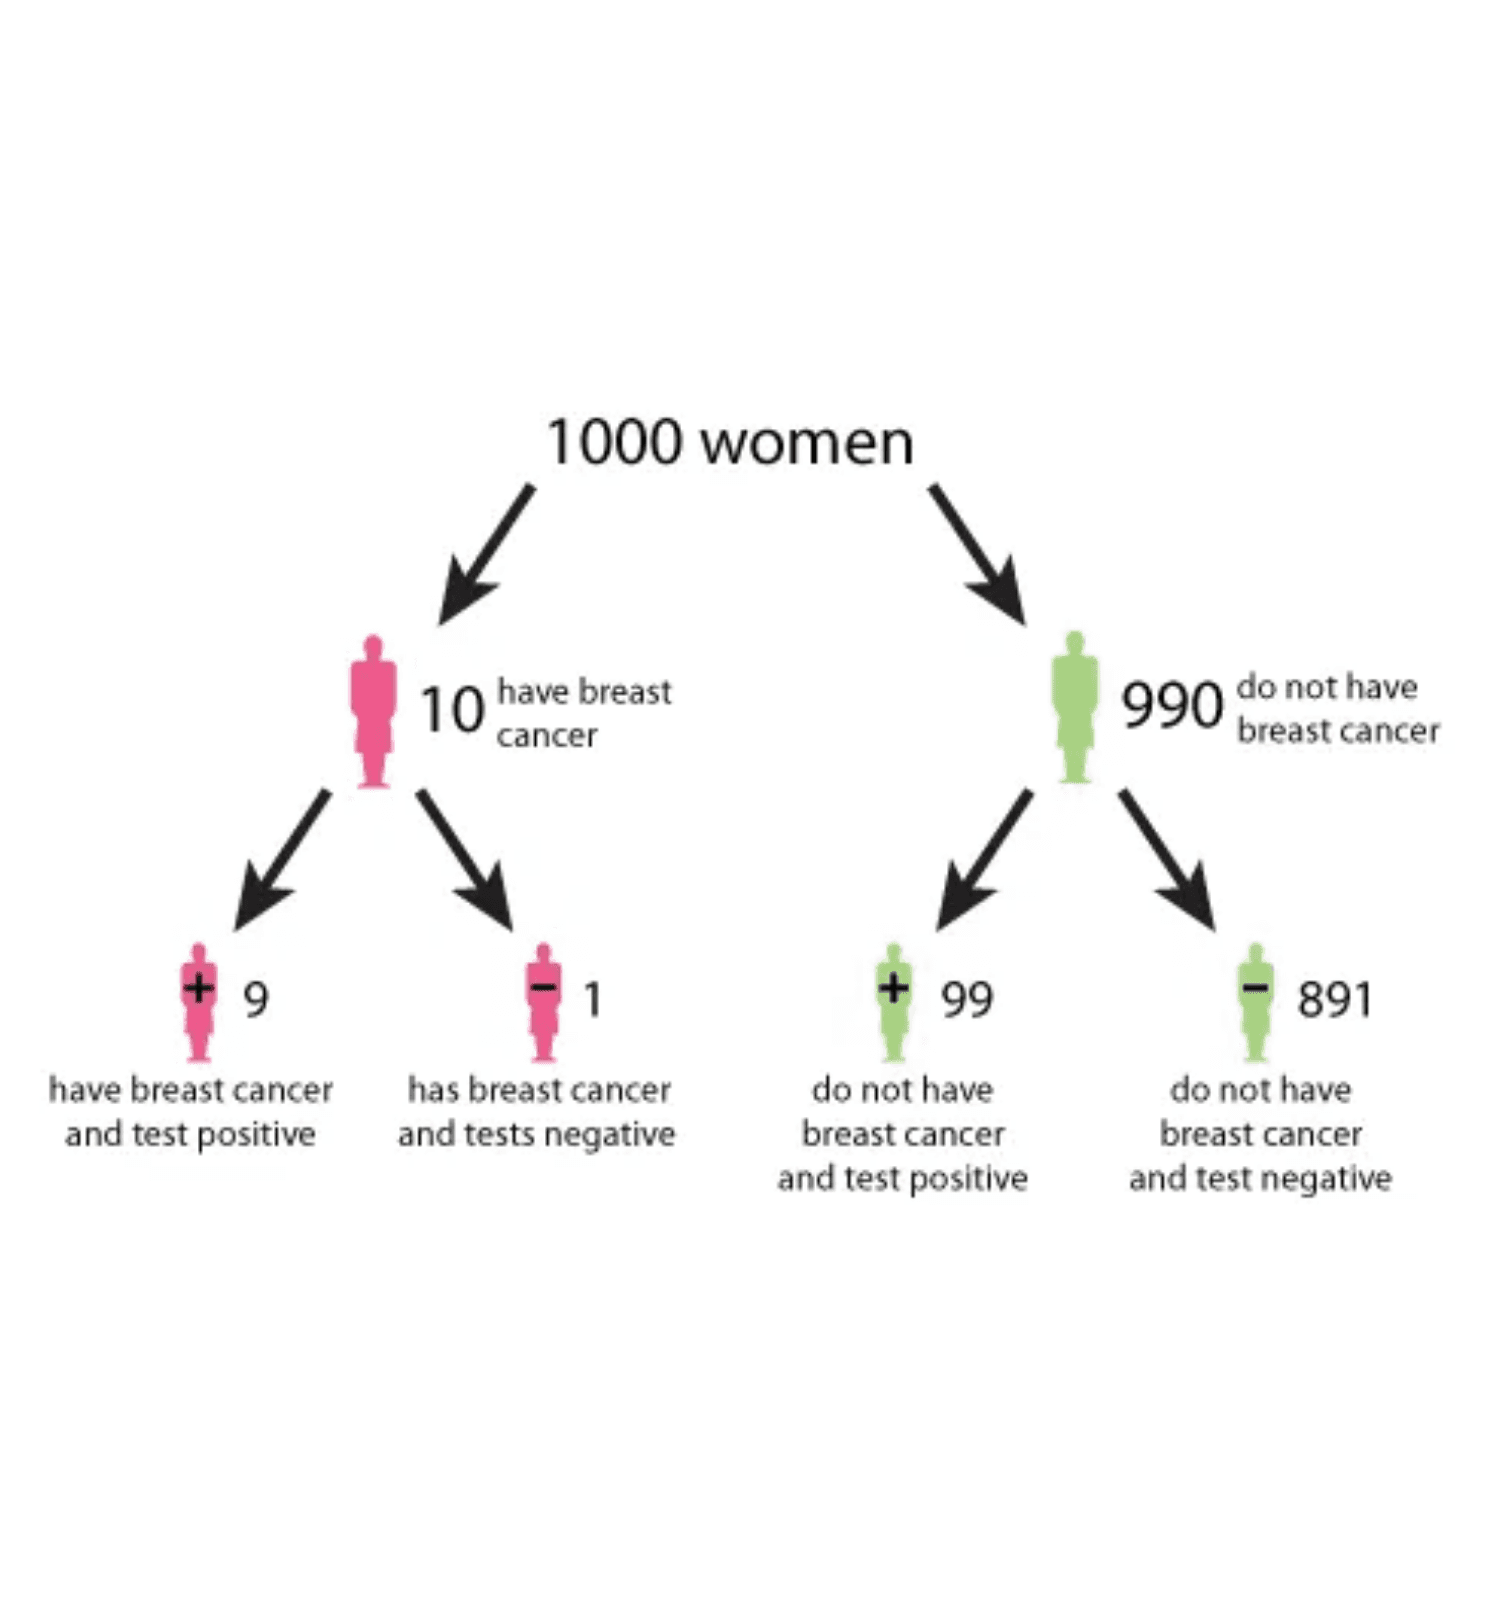 1000 women
10 have breast
cancer
990 do not have
breast cancer
+ 9
have breast cancer
and test positive
− 1
has breast cancer
and tests negative
+ 99
do not have
breast cancer
and test positive
− 891
do not have
breast cancer
and test negative